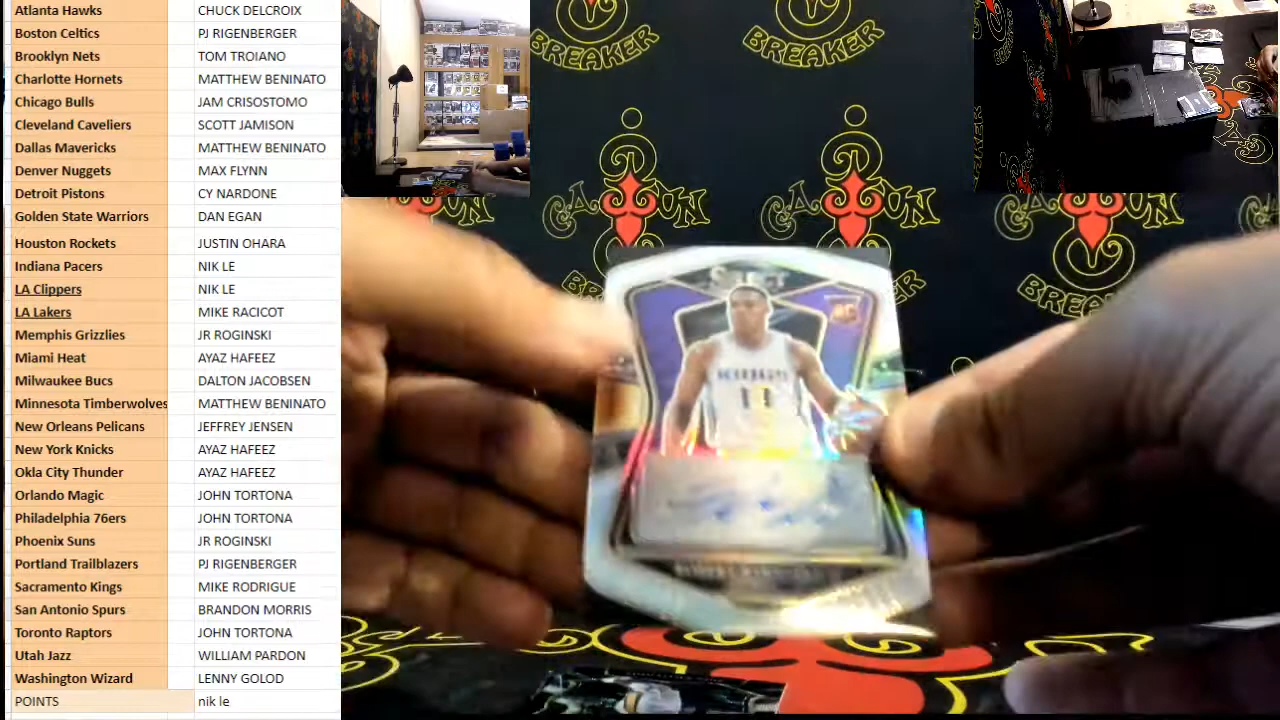 Atlanta Hawks CHUCK DELCROIX
Boston Celtics PJ RIGENBERGER
Brooklyn Nets TOM TROIANO
Charlotte Hornets MATTHEW BENINATO
Chicago Bulls JAM CRISOSTOMO
Cleveland Caveliers SCOTT JAMISON
Dallas Mavericks MATTHEW BENINATO
Denver Nuggets MAX FLYNN
Detroit Pistons CY NARDONE
Golden State Warriors DAN EGAN
Houston Rockets JUSTIN OHARA
Indiana Pacers NIK LE
LA Clippers NIK LE
LA Lakers MIKE RACICOT
Memphis Grizzlies JR ROGINSKI
Miami Heat AYAZ HAFEEZ
Milwaukee Bucs DALTON JACOBSEN
Minnesota Timberwolves MATTHEW BENINATO
New Orleans Pelicans JEFFREY JENSEN
New York Knicks AYAZ HAFEEZ
Okla City Thunder AYAZ HAFEEZ
Orlando Magic JOHN TORTONA
Philadelphia 76ers JOHN TORTONA
Phoenix Suns JR ROGINSKI
Portland Trailblazers PJ RIGENBERGER
Sacramento Kings MIKE RODRIGUE
San Antonio Spurs BRANDON MORRIS
Toronto Raptors JOHN TORTONA
Utah Jazz WILLIAM PARDON
Washington Wizard LENNY GOLOD
POINTS nik le
BREAKER
BREAKER
CAJUN
CAJUN
BREAKER
SELECT
RC